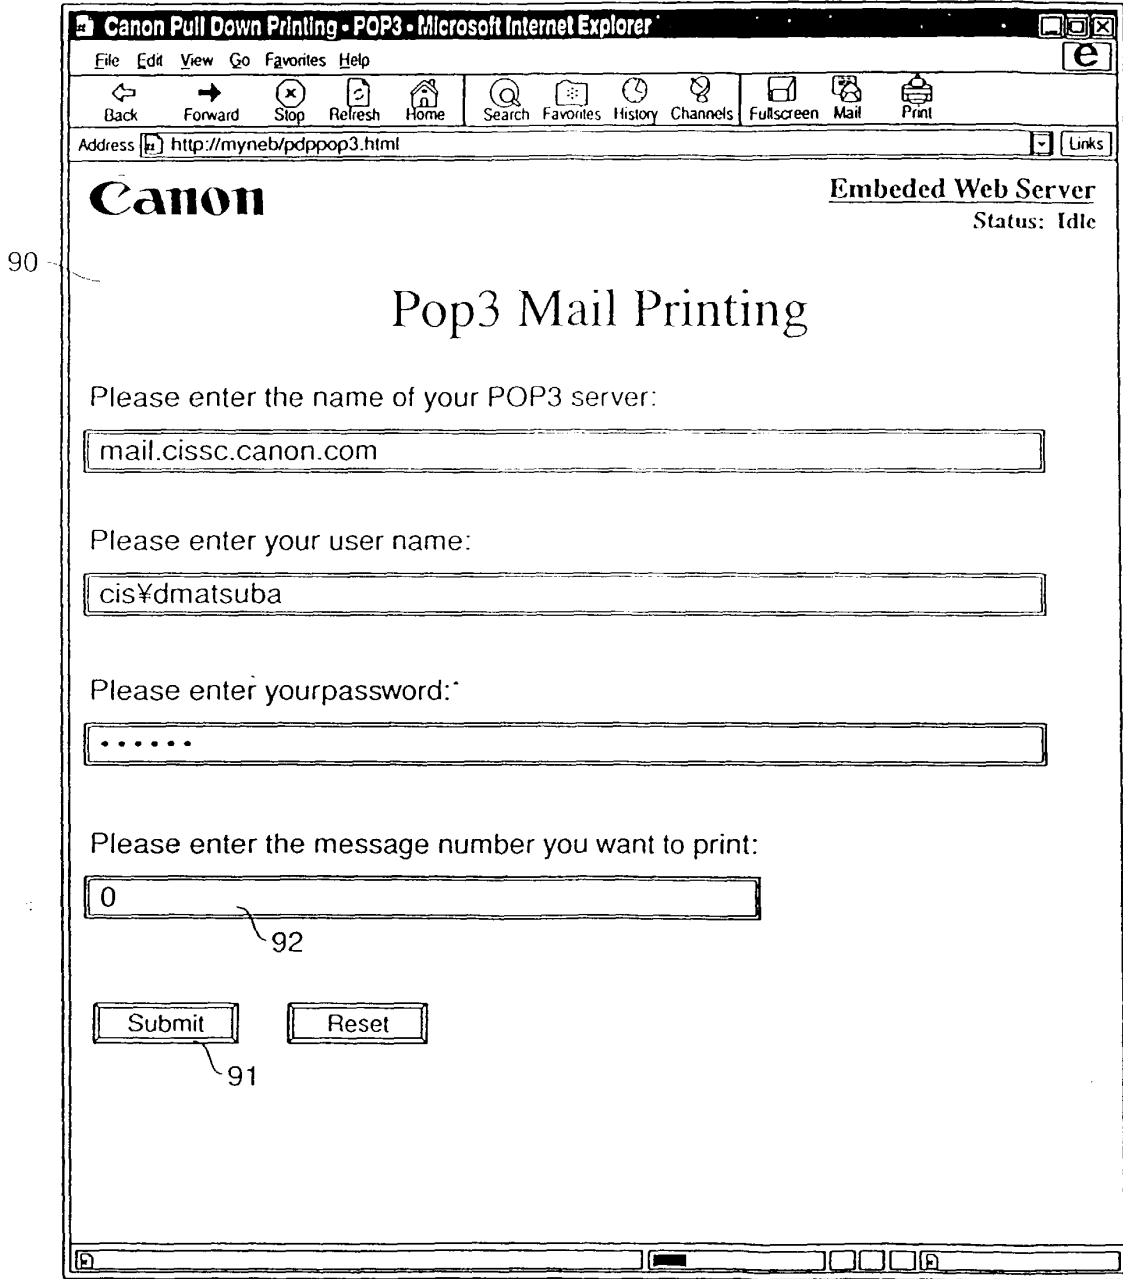 Canon Pull Down Printing • POP3 • Microsoft Internet Explorer
File Edit View Go Favorites Help
e
Back Forward Stop Refresh Home Search Favorites History Channels Fullscreen Mail Print
Address http://myneb/pdppop3.html Links
Canon
Embeded Web Server
Status: Idle
90
Pop3 Mail Printing
Please enter the name of your POP3 server:
mail.cissc.canon.com
Please enter your user name:
cis¥dmatsuba
Please enter yourpassword:
••••••
Please enter the message number you want to print:
0
92
Submit Reset
91